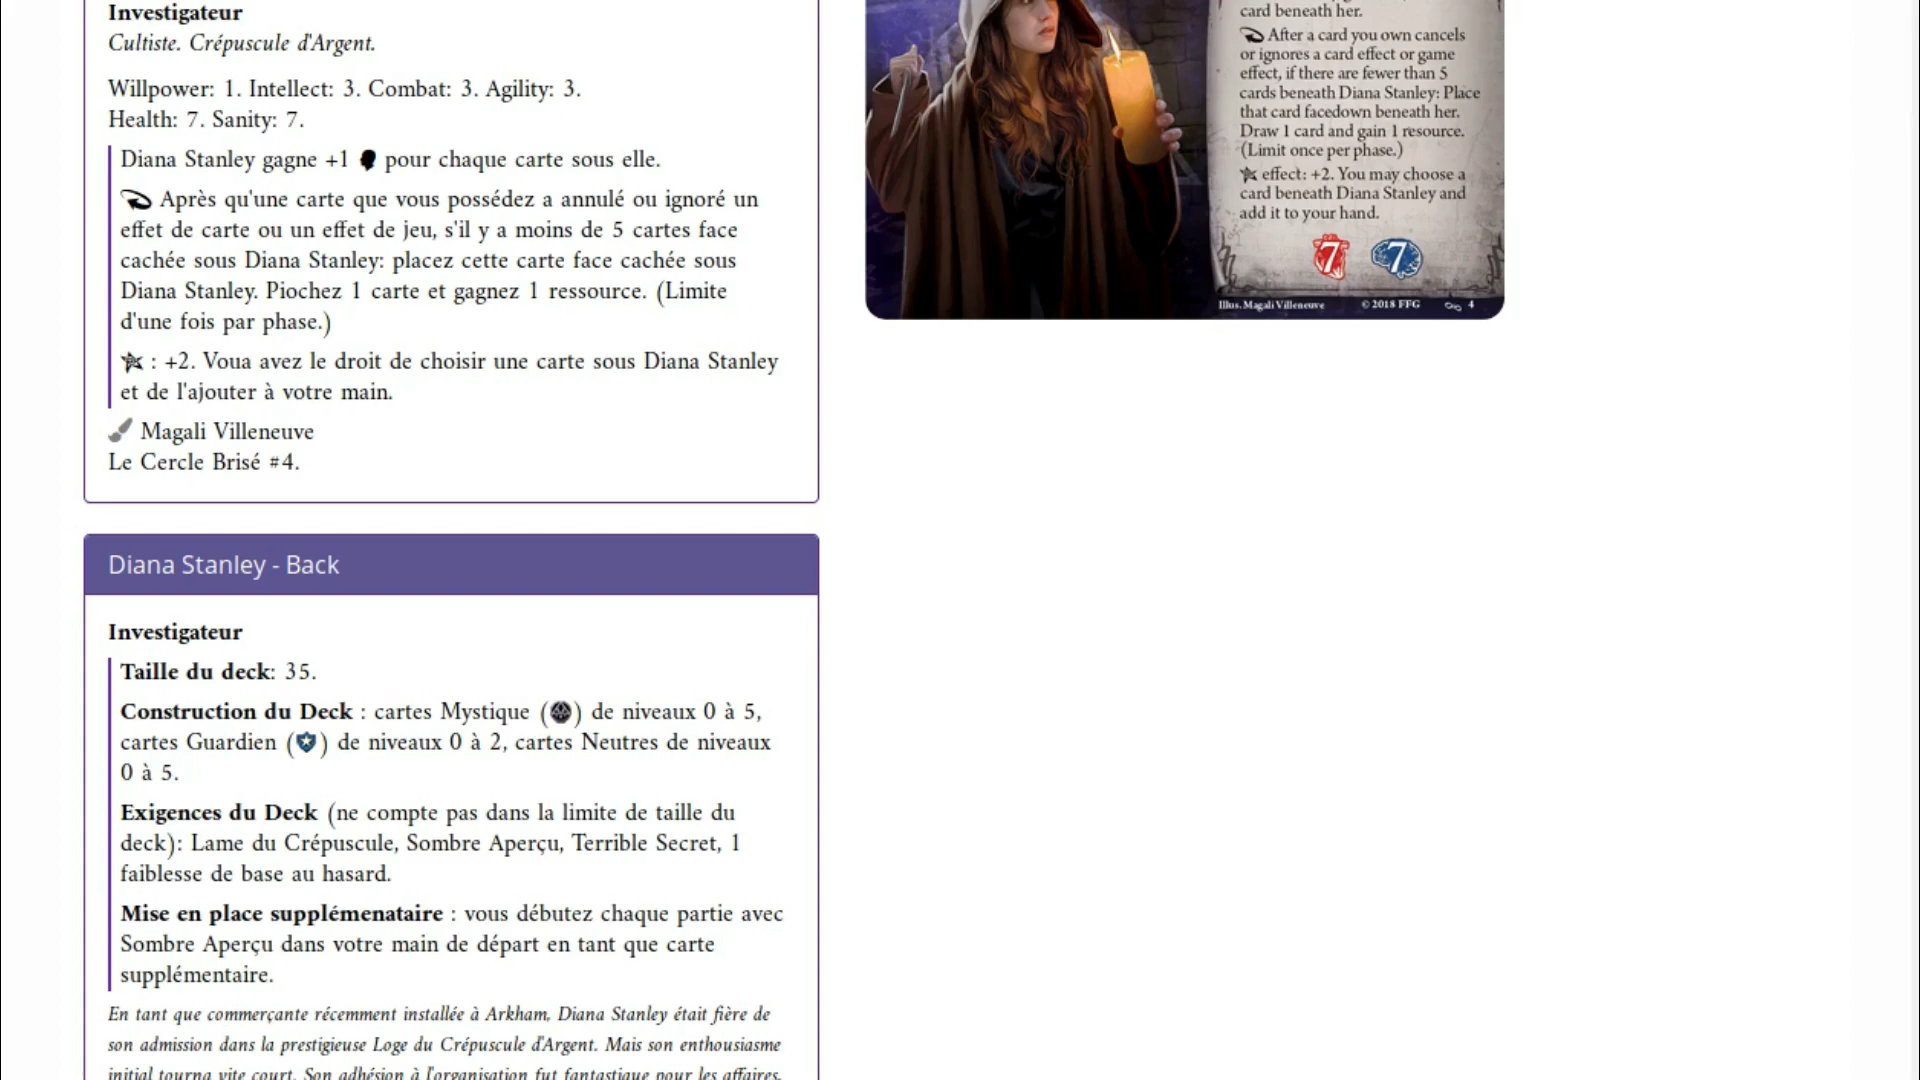 Investigateur
Cultiste. Crépuscule d'Argent.
Willpower: 1. Intellect: 3. Combat: 3. Agility: 3.
Health: 7. Sanity: 7.
Diana Stanley gagne +1 pour chaque carte sous elle.
Après qu'une carte que vous possédez a annulé ou ignoré un
effet de carte ou un effet de jeu, s'il y a moins de 5 cartes face
cachée sous Diana Stanley: placez cette carte face cachée sous
Diana Stanley. Piochez 1 carte et gagnez 1 ressource. (Limite
d'une fois par phase.)
: +2. Voua avez le droit de choisir une carte sous Diana Stanley
et de l'ajouter à votre main.
Magali Villeneuve
Le Cercle Brisé #4.
Diana Stanley - Back
Investigateur
Taille du deck: 35.
Construction du Deck : cartes Mystique () de niveaux 0 à 5,
cartes Guardien () de niveaux 0 à 2, cartes Neutres de niveaux
0 à 5.
Exigences du Deck (ne compte pas dans la limite de taille du
deck): Lame du Crépuscule, Sombre Aperçu, Terrible Secret, 1
faiblesse de base au hasard.
Mise en place supplémenataire : vous débutez chaque partie avec
Sombre Aperçu dans votre main de départ en tant que carte
supplémentaire.
En tant que commerçante récemment installée à Arkham, Diana Stanley était fière de
son admission dans la prestigieuse Loge du Crépuscule d'Argent. Mais son enthousiasme
initial tourna vite court. Son adhésion à l'organisation fut fantastique pour les affaires,
card beneath her.
After a card you own cancels
or ignores a card effect or game
effect, if there are fewer than 5
cards beneath Diana Stanley: Place
that card facedown beneath her.
Draw 1 card and gain 1 resource.
(Limit once per phase.)
effect: +2. You may choose a
card beneath Diana Stanley and
add it to your hand.
7 7
Illus. Magali Villeneuve © 2018 FFG 4